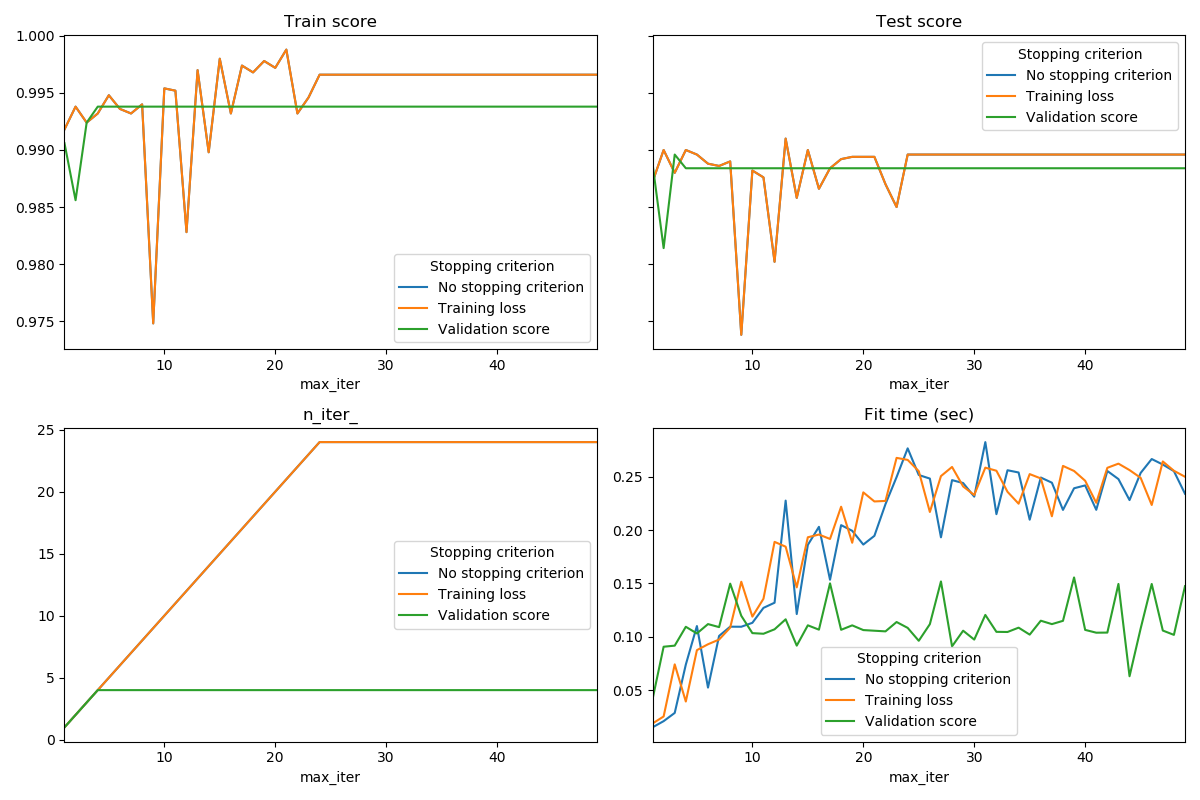 Train score
1.000
0.995
0.990
0.985
0.980
0.975
Stopping criterion
No stopping criterion
Training loss
Validation score
10 20 30 40
max_iter
Test score
Stopping criterion
No stopping criterion
Training loss
Validation score
10 20 30 40
max_iter
n_iter_
25
20
15
10
5
0
Stopping criterion
No stopping criterion
Training loss
Validation score
10 20 30 40
max_iter
Fit time (sec)
0.25
0.20
0.15
0.10
0.05
Stopping criterion
No stopping criterion
Training loss
Validation score
10 20 30 40
max_iter